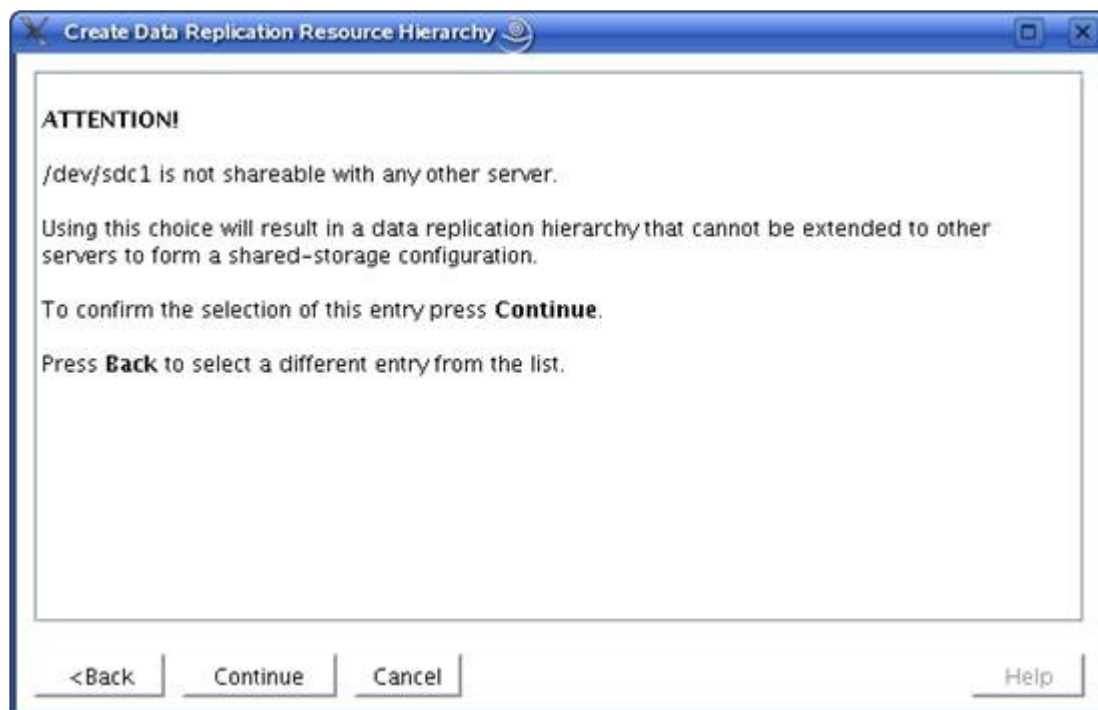 Create Data Replication Resource Hierarchy
ATTENTION!
/dev/sdc1 is not shareable with any other server.
Using this choice will result in a data replication hierarchy that cannot be extended to other
servers to form a shared-storage configuration.
To confirm the selection of this entry press Continue.
Press Back to select a different entry from the list.
<Back Continue Cancel Help